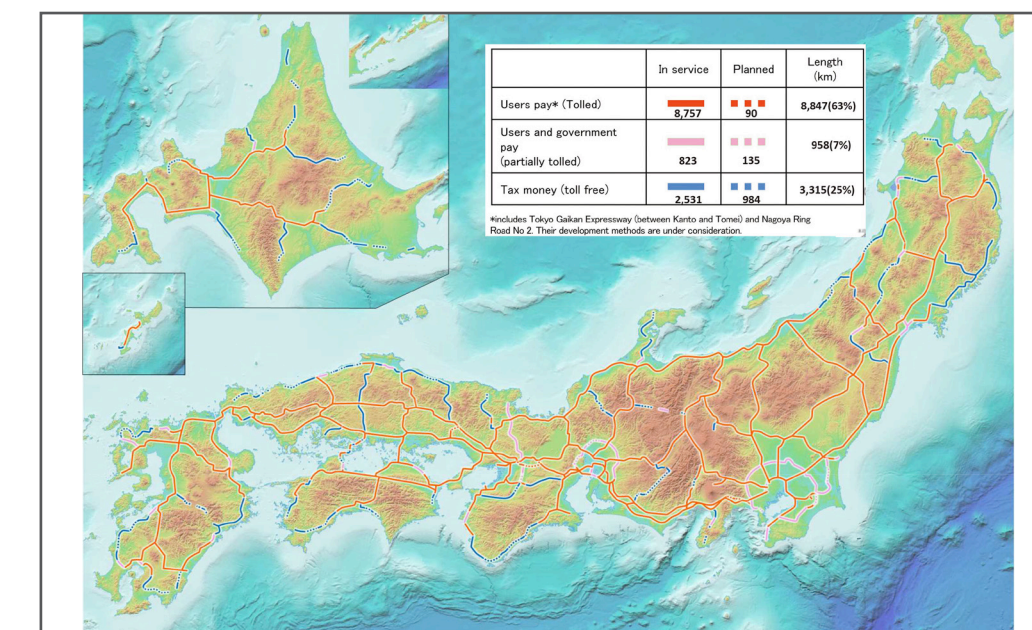 In service Planned Length
(km)
Users pay* (Tolled) 8,757 90 8,847(63%)
Users and government
pay
(partially tolled) 823 135 958(7%)
Tax money (toll free) 2,531 984 3,315(25%)
*includes Tokyo Gaikan Expressway (between Kanto and Tomei) and Nagoya Ring
Road No 2. Their development methods are under consideration.